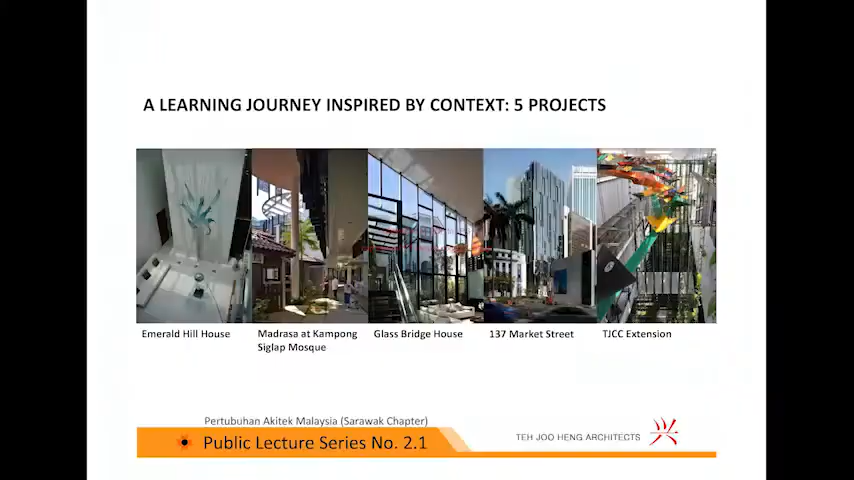 A LEARNING JOURNEY INSPIRED BY CONTEXT: 5 PROJECTS
Emerald Hill House
Madrasa at Kampong
Siglap Mosque
Glass Bridge House
137 Market Street
TJCC Extension
Pertubuhan Akitek Malaysia (Sarawak Chapter)
Public Lecture Series No. 2.1
TEH JOO HENG ARCHITECTS